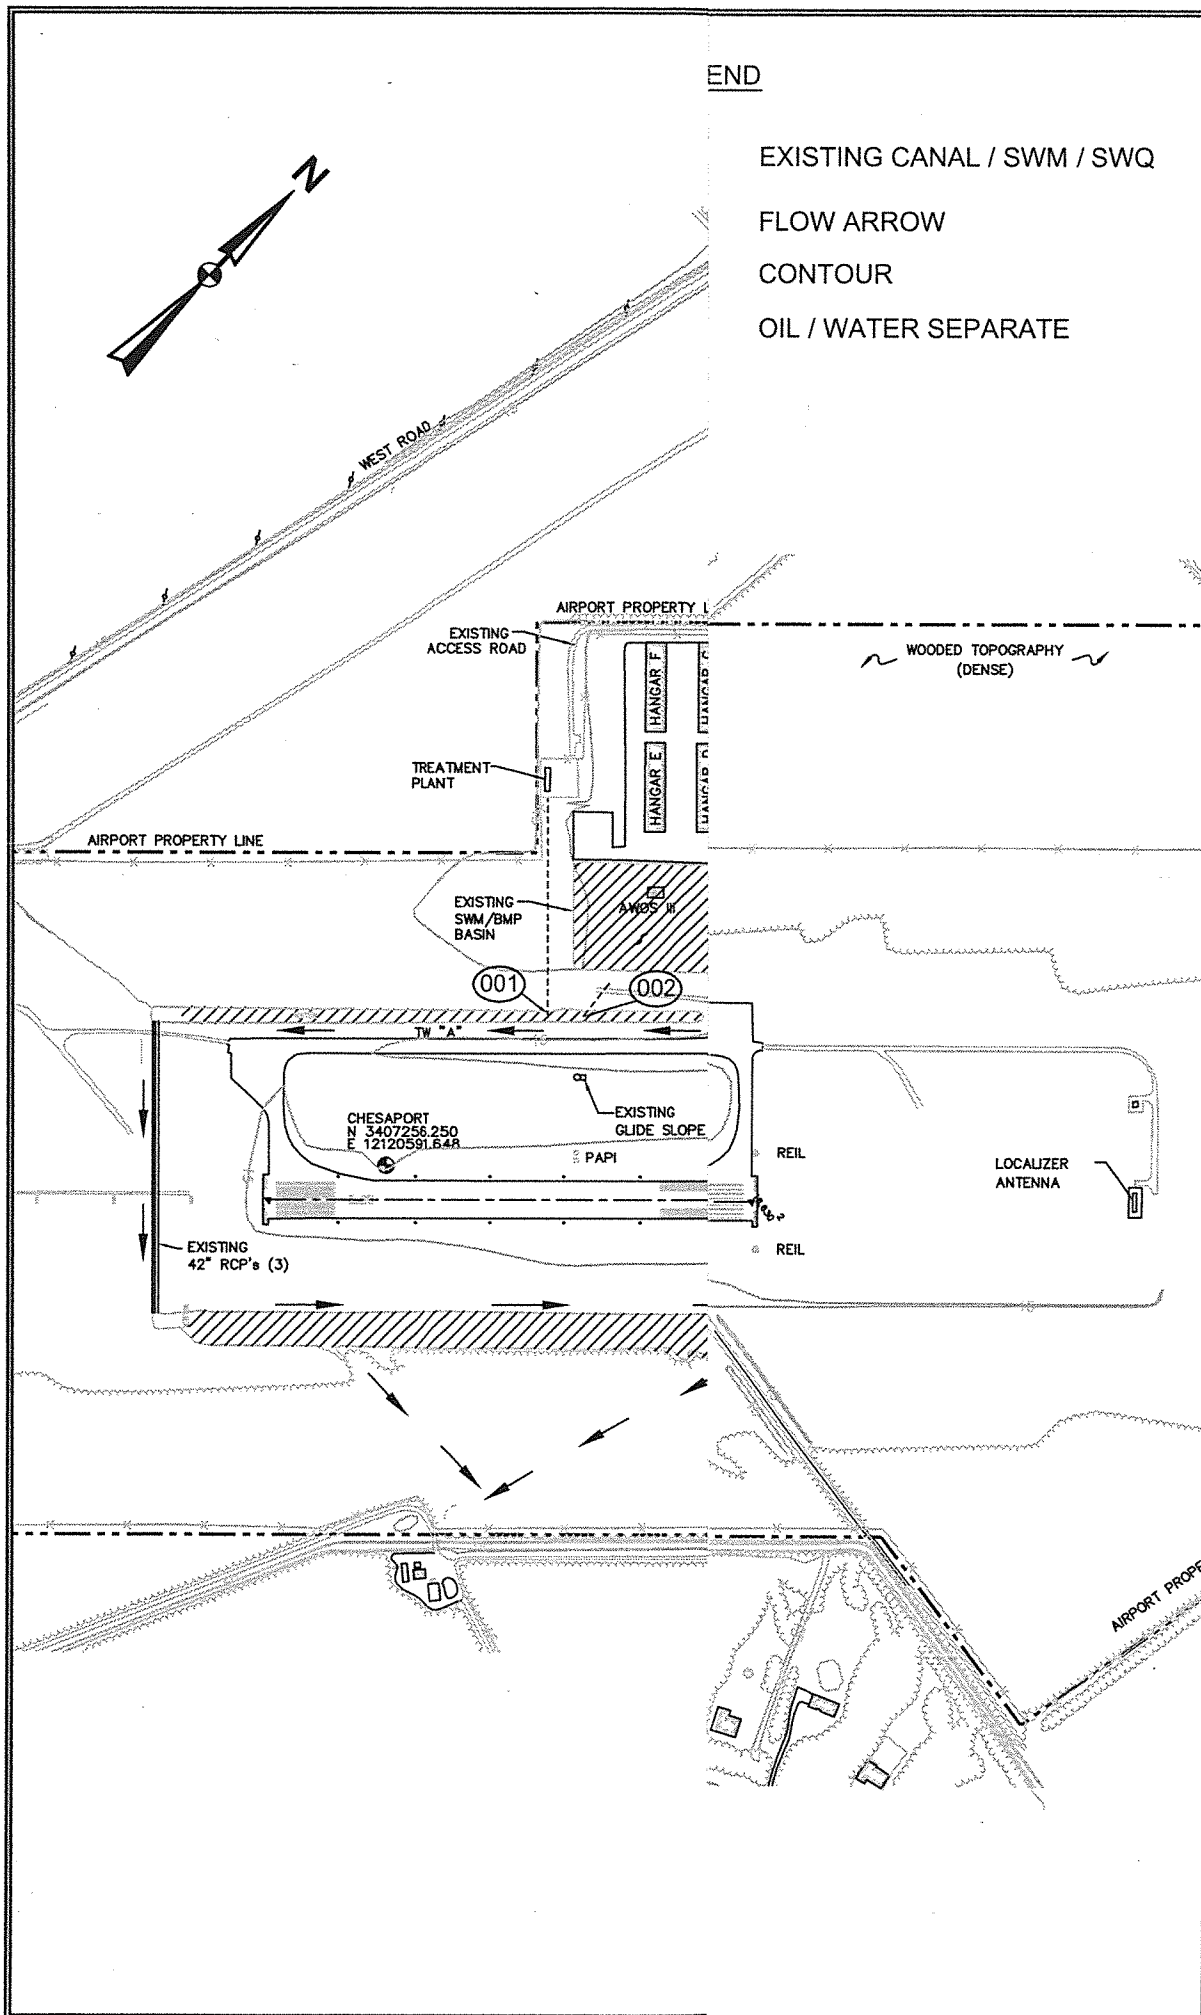 END
EXISTING CANAL / SWM / SWQ
FLOW ARROW
CONTOUR
OIL / WATER SEPARATE
N
WEST ROAD
AIRPORT PROPERTY L
EXISTING
ACCESS ROAD
HANGAR F
HANGAR E
WOODED TOPOGRAPHY
(DENSE)
TREATMENT
PLANT
AIRPORT PROPERTY LINE
EXISTING
SWM/BMP
BASIN
AWOS III
001
002
TW "A"
EXISTING
GLIDE SLOPE
CHESAPORT
N 3407256.250
E 12120591.648
PAPI
REIL
LOCALIZER
ANTENNA
REIL
EXISTING
42" RCP's (3)
15
AIRPORT PROPE